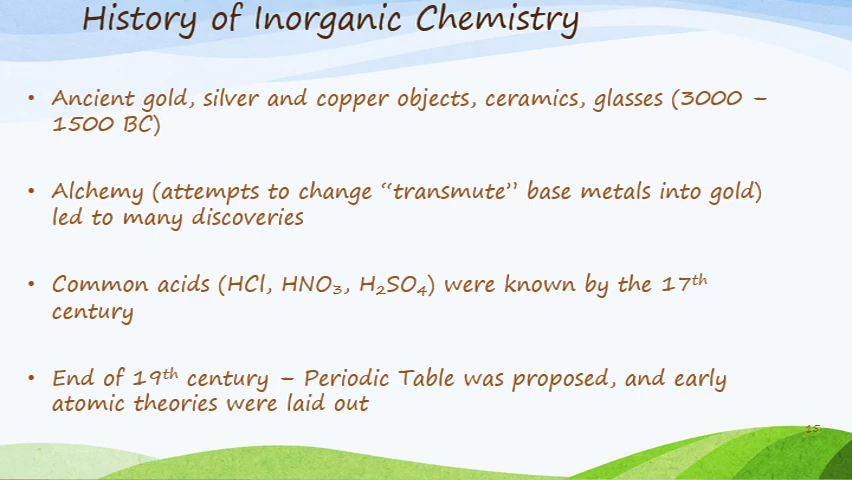 History of Inorganic Chemistry
• Ancient gold, silver and copper objects, ceramics, glasses (3000 –
1500 BC)
• Alchemy (attempts to change “transmute” base metals into gold)
led to many discoveries
• Common acids (HCl, HNO₃, H₂SO₄) were known by the 17ᵗʰ
century
• End of 19ᵗʰ century – Periodic Table was proposed, and early
atomic theories were laid out
15